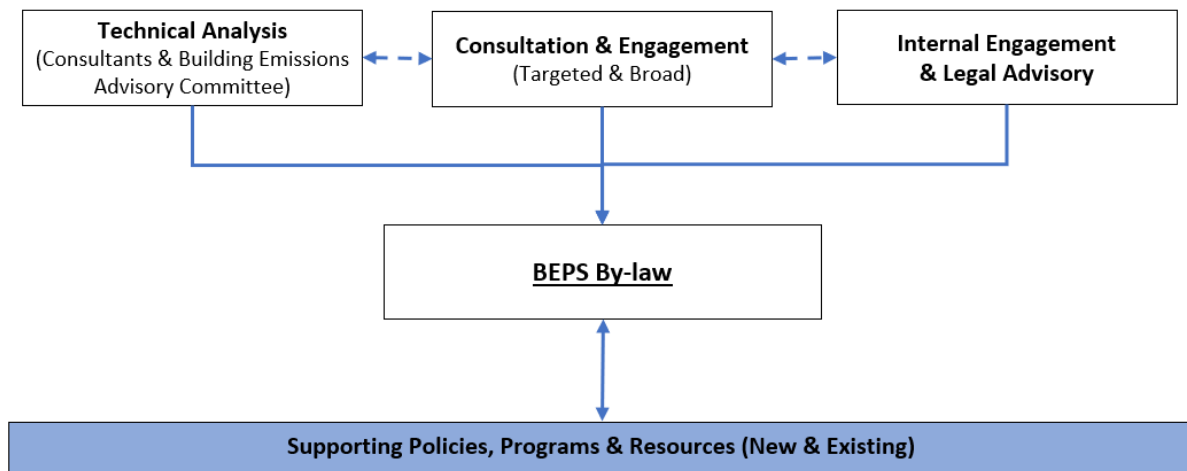 Technical Analysis
(Consultants & Building Emissions
Advisory Committee)
Consultation & Engagement
(Targeted & Broad)
Internal Engagement
& Legal Advisory
BEPS By-law
Supporting Policies, Programs & Resources (New & Existing)